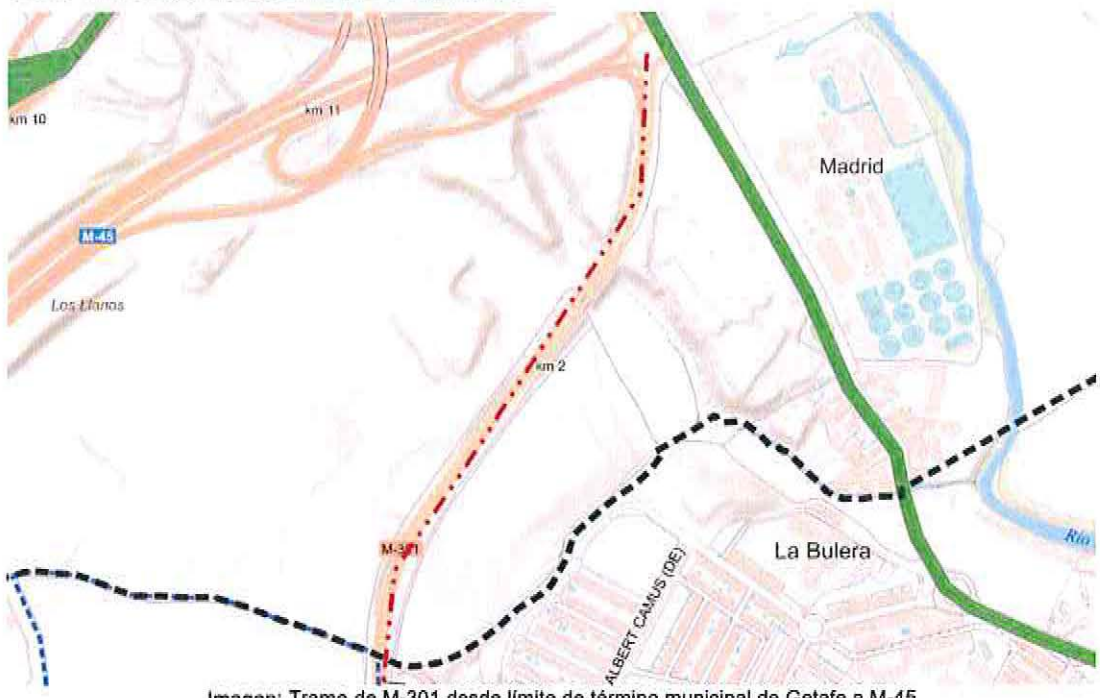 km 10
km 11
Madrid
M-45
Los Llanos
km 2
M-301
La Bulera
Río
ALBERT CAMUS (DE)
Imagen: Tramo de M-301 desde límite de término municipal de Getafe a M-45